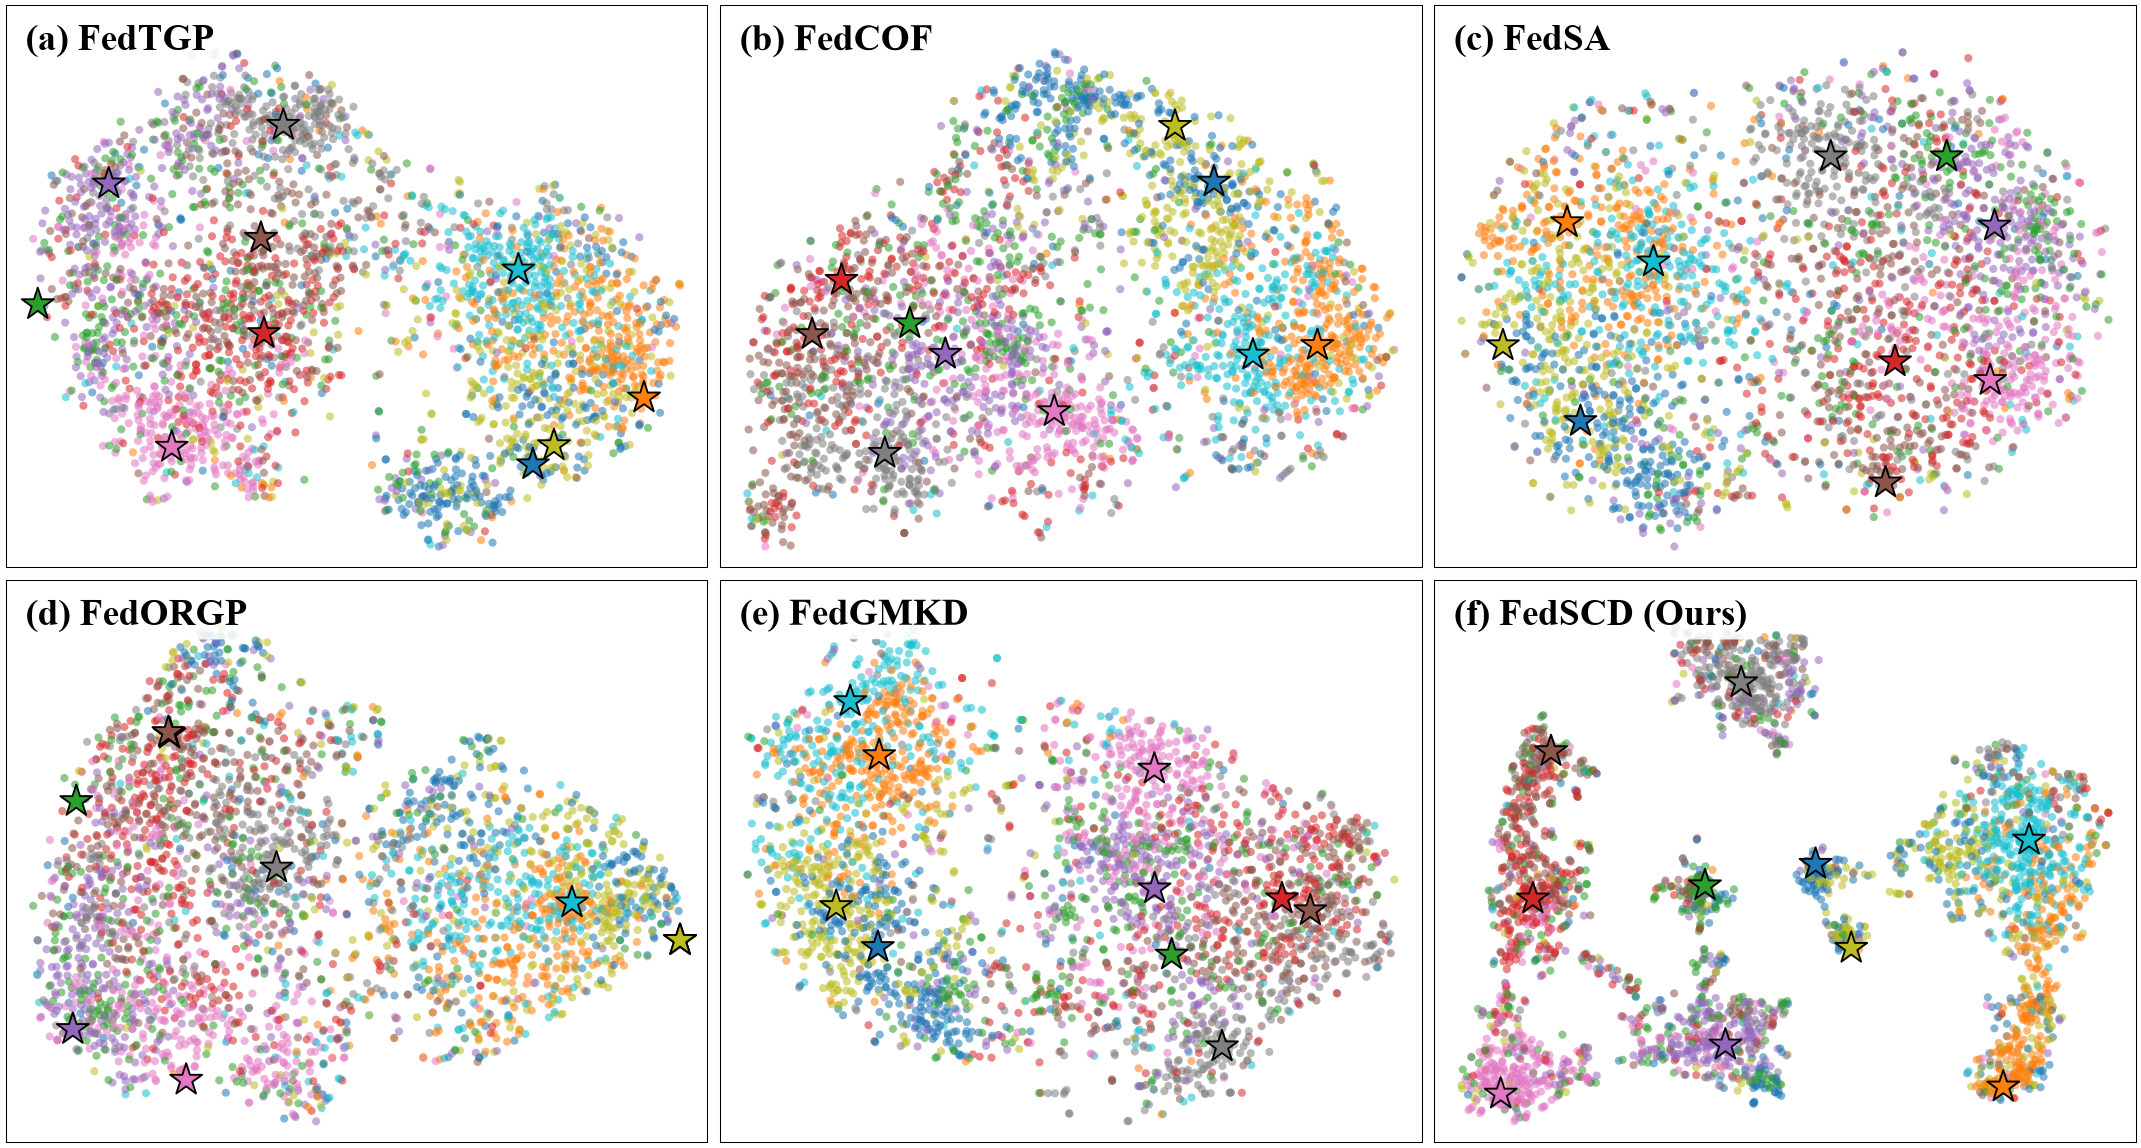 (a) FedTGP
(b) FedCOF
(c) FedSA
(d) FedORGP
(e) FedGMKD
(f) FedSCD (Ours)